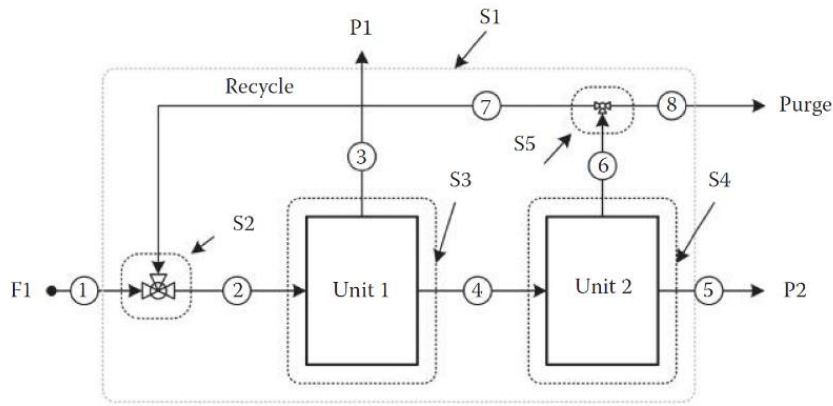 P1
S1
Recycle
7
8
Purge
S5
3
6
S3
S4
S2
F1
1
2
Unit 1
4
Unit 2
5
P2